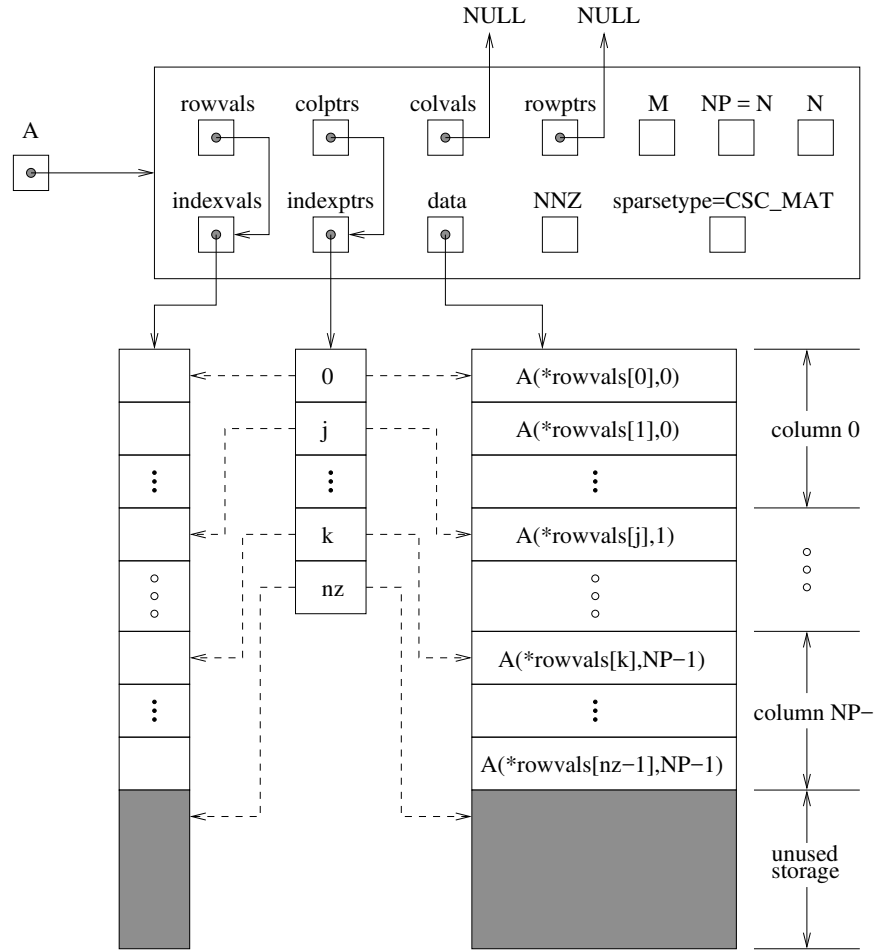 NULL NULL
rowvals colptrs colvals rowptrs M NP = N N
A
indexvals indexptrs data NNZ sparsetype=CSC_MAT
0 A(*rowvals[0],0)
j A(*rowvals[1],0)
column 0
k A(*rowvals[j],1)
nz
A(*rowvals[k],NP−1)
column NP−
A(*rowvals[nz−1],NP−1)
unused
storage